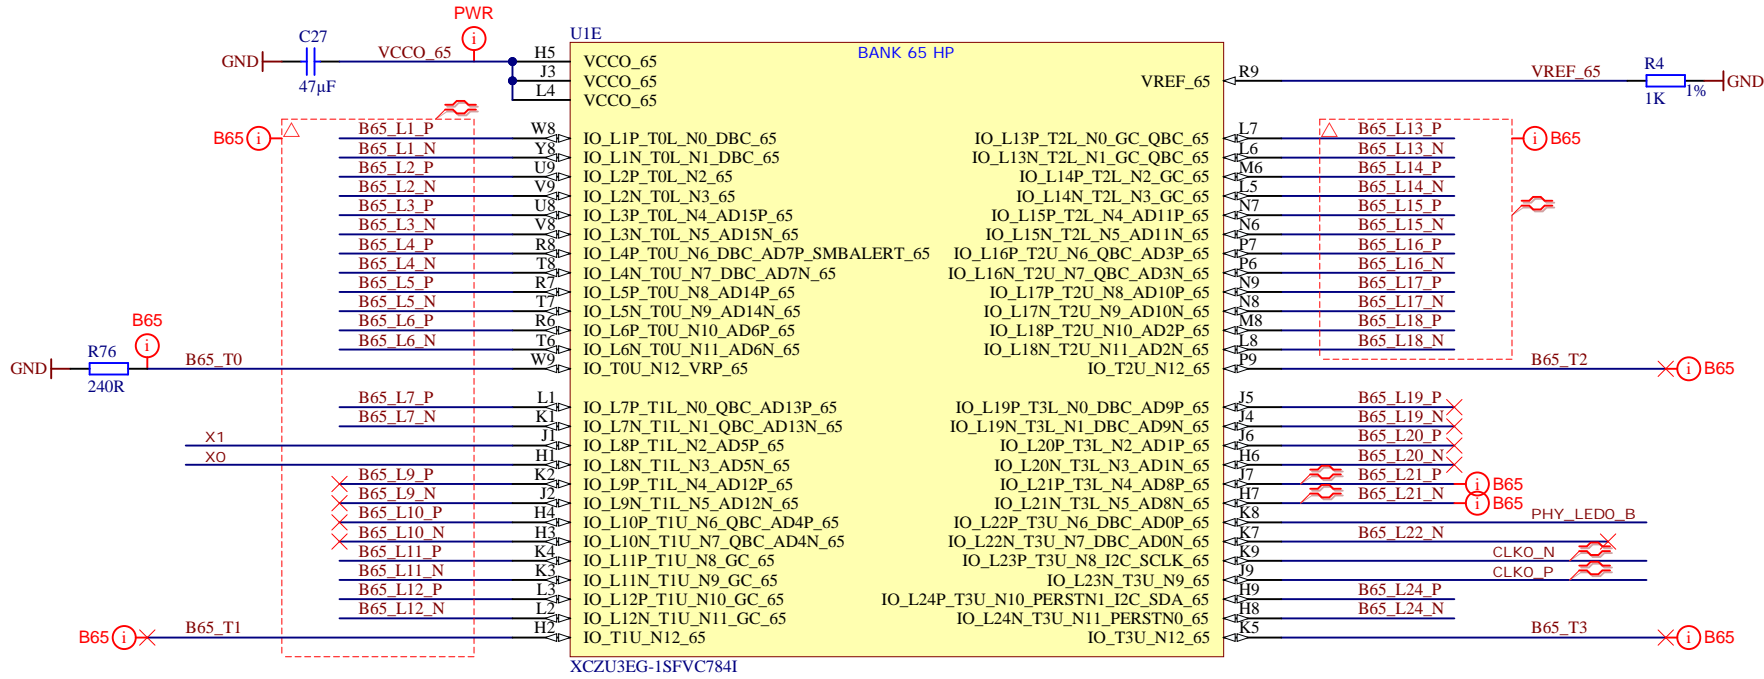 PWR
U1E
C27
GND
VCCO_65
47µF
BANK 65 HP
H5 VCCO_65
J3 VCCO_65
L4 VCCO_65
VREF_65 R9 VREF_65
R4
1K
1%
GND
B65
B65_L1_P W8 IO_L1P_T0L_N0_DBC_65
B65_L1_N Y8 IO_L1N_T0L_N1_DBC_65
B65_L2_P U9 IO_L2P_T0L_N2_65
B65_L2_N V9 IO_L2N_T0L_N3_65
B65_L3_P U8 IO_L3P_T0L_N4_AD15P_65
B65_L3_N V8 IO_L3N_T0L_N5_AD15N_65
B65_L4_P R8 IO_L4P_T0U_N6_DBC_AD7P_SMBALERT_65
B65_L4_N T8 IO_L4N_T0U_N7_DBC_AD7N_65
B65_L5_P R7 IO_L5P_T0U_N8_AD14P_65
B65_L5_N T7 IO_L5N_T0U_N9_AD14N_65
B65_L6_P R6 IO_L6P_T0U_N10_AD6P_65
B65_L6_N T6 IO_L6N_T0U_N11_AD6N_65
B65
R76
GND
240R
B65_T0 W9 IO_T0U_N12_VRP_65
B65_L7_P L1 IO_L7P_T1L_N0_QBC_AD13P_65
B65_L7_N K1 IO_L7N_T1L_N1_QBC_AD13N_65
X1 J1 IO_L8P_T1L_N2_AD5P_65
X0 H1 IO_L8N_T1L_N3_AD5N_65
B65_L9_P K2 IO_L9P_T1L_N4_AD12P_65
B65_L9_N J2 IO_L9N_T1L_N5_AD12N_65
B65_L10_P H4 IO_L10P_T1U_N6_QBC_AD4P_65
B65_L10_N H3 IO_L10N_T1U_N7_QBC_AD4N_65
B65_L11_P K4 IO_L11P_T1U_N8_GC_65
B65_L11_N K3 IO_L11N_T1U_N9_GC_65
B65_L12_P L3 IO_L12P_T1U_N10_GC_65
B65_L12_N L2 IO_L12N_T1U_N11_GC_65
B65 B65_T1 H2 IO_T1U_N12_65
IO_L13P_T2L_N0_GC_QBC_65 L7 B65_L13_P
B65
IO_L13N_T2L_N1_GC_QBC_65 L6 B65_L13_N
IO_L14P_T2L_N2_GC_65 M6 B65_L14_P
IO_L14N_T2L_N3_GC_65 L5 B65_L14_N
IO_L15P_T2L_N4_AD11P_65 N7 B65_L15_P
IO_L15N_T2L_N5_AD11N_65 N6 B65_L15_N
IO_L16P_T2U_N6_QBC_AD3P_65 P7 B65_L16_P
IO_L16N_T2U_N7_QBC_AD3N_65 P6 B65_L16_N
IO_L17P_T2U_N8_AD10P_65 N9 B65_L17_P
IO_L17N_T2U_N9_AD10N_65 N8 B65_L17_N
IO_L18P_T2U_N10_AD2P_65 M8 B65_L18_P
IO_L18N_T2U_N11_AD2N_65 L8 B65_L18_N
IO_T2U_N12_65 P9 B65_T2 B65
IO_L19P_T3L_N0_DBC_AD9P_65 J5 B65_L19_P
IO_L19N_T3L_N1_DBC_AD9N_65 J4 B65_L19_N
IO_L20P_T3L_N2_AD1P_65 J6 B65_L20_P
IO_L20N_T3L_N3_AD1N_65 H6 B65_L20_N
IO_L21P_T3L_N4_AD8P_65 J7 B65_L21_P B65
IO_L21N_T3L_N5_AD8N_65 H7 B65_L21_N B65
IO_L22P_T3U_N6_DBC_AD0P_65 K8 PHY_LED0_B
IO_L22N_T3U_N7_DBC_AD0N_65 K7 B65_L22_N
IO_L23P_T3U_N8_I2C_SCLK_65 K9 CLK0_N
IO_L23N_T3U_N9_65 J9 CLK0_P
IO_L24P_T3U_N10_PERSTN1_I2C_SDA_65 H9 B65_L24_P
IO_L24N_T3U_N11_PERSTN0_65 H8 B65_L24_N
IO_T3U_N12_65 K5 B65_T3 B65
XCZU3EG-1SFVC784I